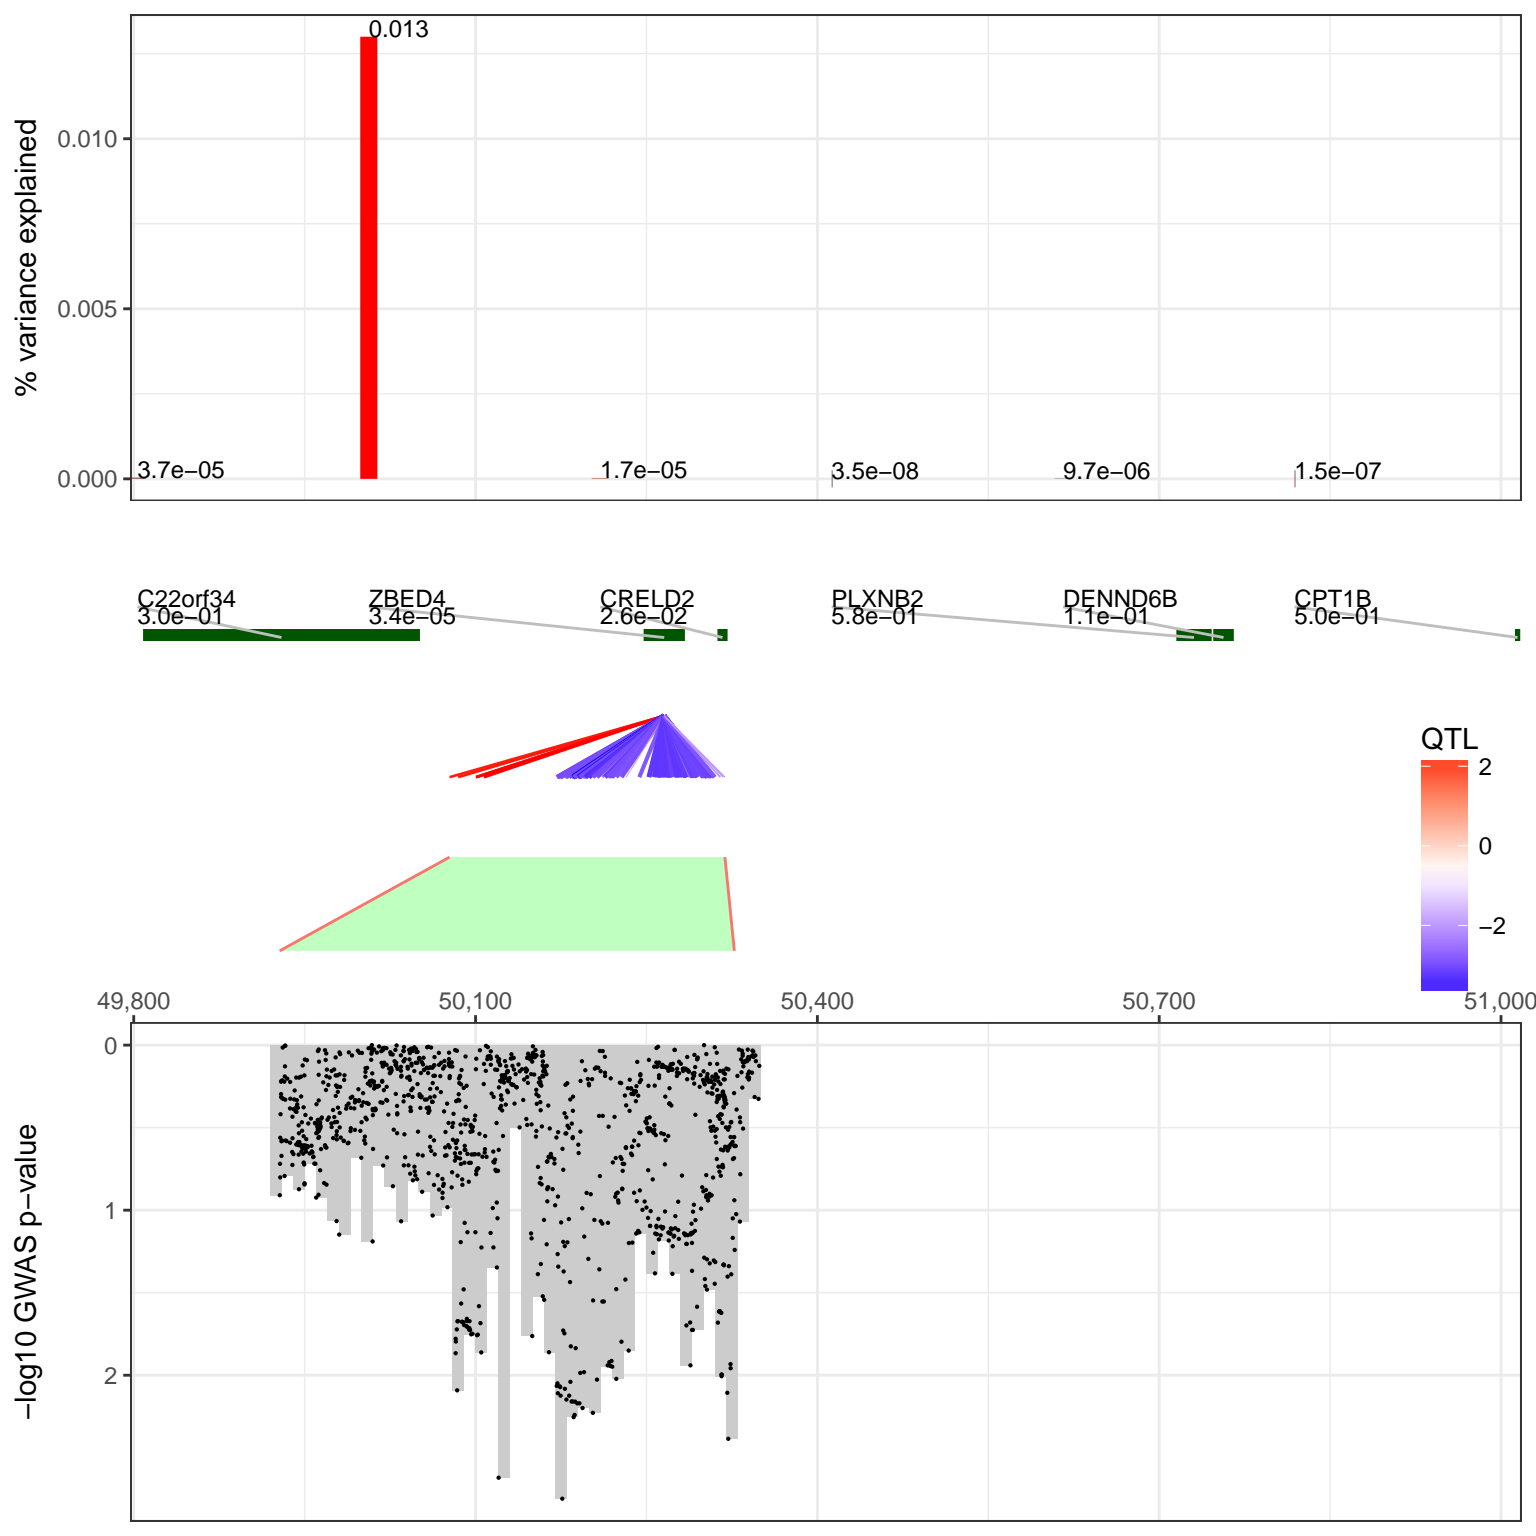 0.013
% variance explained
0.010
0.005
0.000
3.7e−05
1.7e−05
3.5e−08
9.7e−06
1.5e−07
C22orf34
ZBED4
CRELD2
PLXNB2
DENND6B
CPT1B
3.0e−01
3.4e−05
2.6e−02
5.8e−01
1.1e−01
5.0e−01
QTL
2
0
−2
49,800
50,100
50,400
50,700
51,000
−log10 GWAS p−value
0
1
2